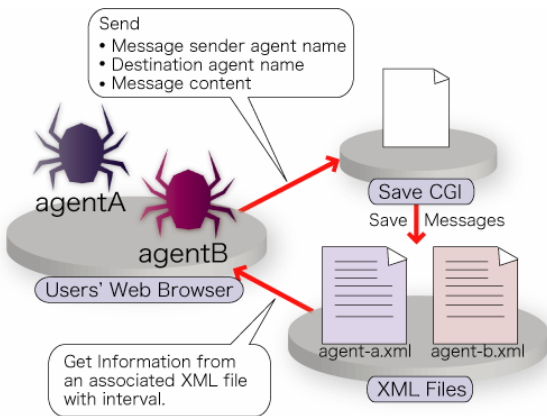 Send
• Message sender agent name
• Destination agent name
• Message content
agentA
agentB
Users' Web Browser
Save CGI
Save Messages
agent-a.xml
agent-b.xml
XML Files
Get Information from
an associated XML file
with interval.